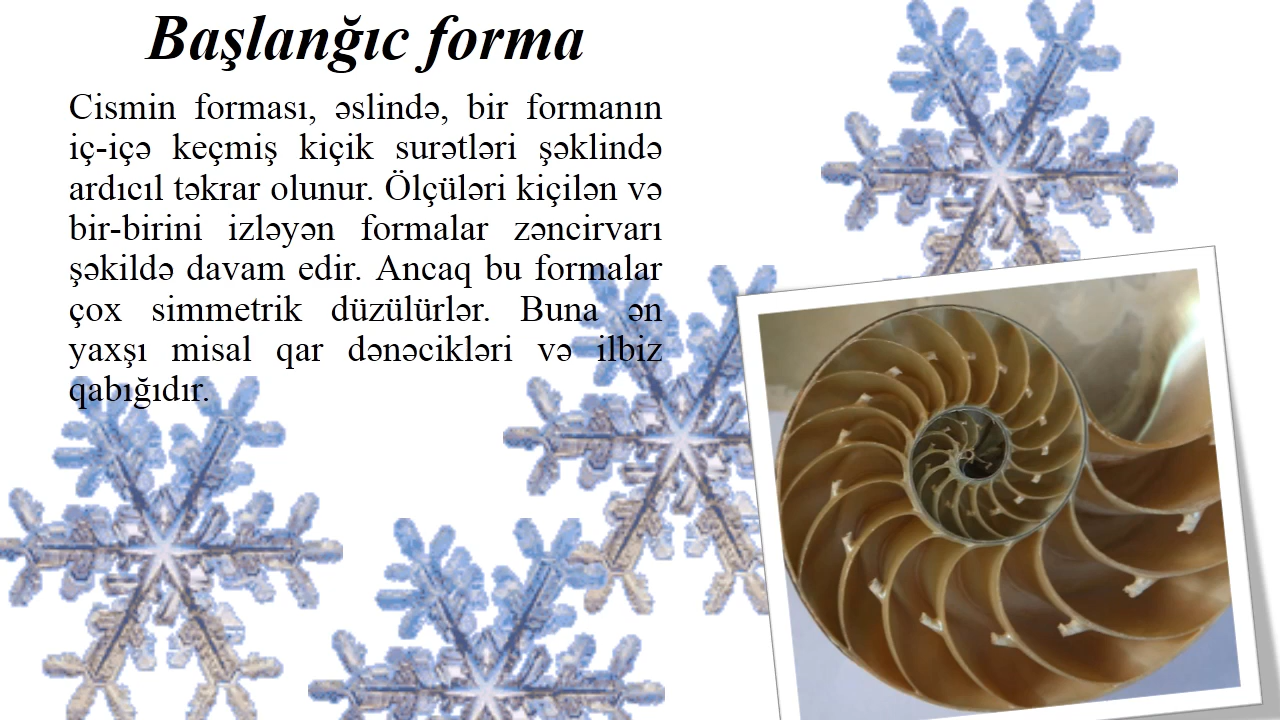 Başlanğıc forma
Cismin forması, əslində, bir formanın
iç-içə keçmiş kiçik surətləri şəklində
ardıcıl təkrar olunur. Ölçüləri kiçilən və
bir-birini izləyən formalar zəncirvarı
şəkildə davam edir. Ancaq bu formalar
çox simmetrik düzülürlər. Buna ən
yaxşı misal qar dənəcikləri və ilbiz
qabığıdır.